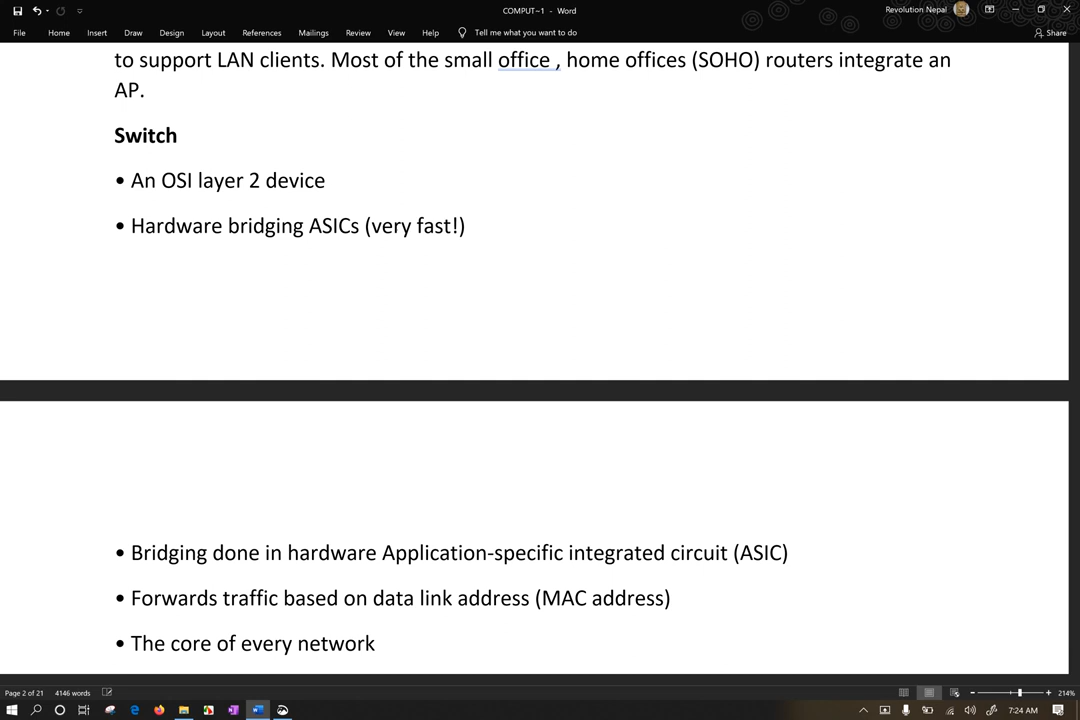 COMPUT~1 - Word
Revolution Nepal
File Home Insert Draw Design Layout References Mailings Review View Help Tell me what you want to do Share
to support LAN clients. Most of the small office , home offices (SOHO) routers integrate an
AP.
Switch
• An OSI layer 2 device
• Hardware bridging ASICs (very fast!)
• Bridging done in hardware Application-specific integrated circuit (ASIC)
• Forwards traffic based on data link address (MAC address)
• The core of every network
Page 2 of 21 4146 words 214%
7:24 AM